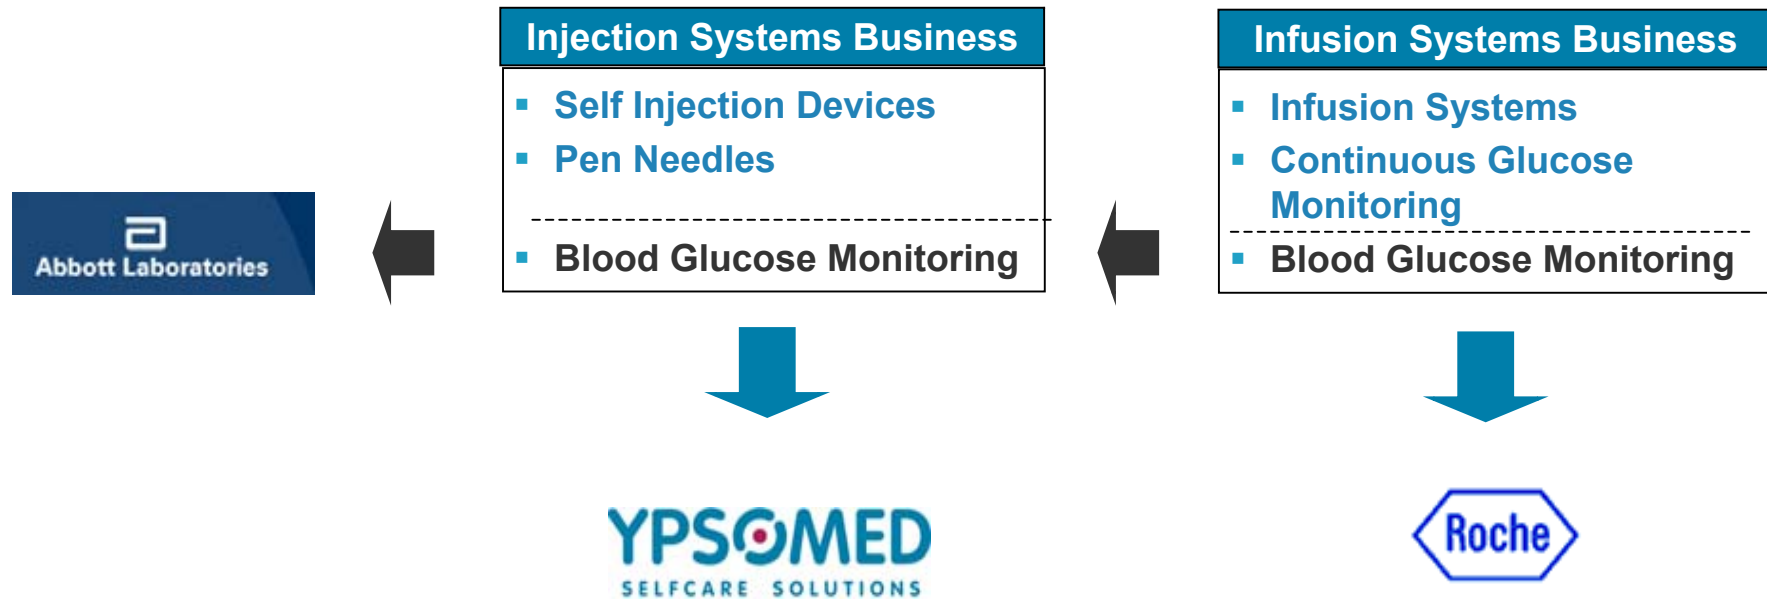 Injection Systems Business
▪ Self Injection Devices
▪ Pen Needles
▪ Blood Glucose Monitoring
Infusion Systems Business
▪ Infusion Systems
▪ Continuous Glucose
Monitoring
▪ Blood Glucose Monitoring
Abbott Laboratories
YPSOMED
SELFCARE SOLUTIONS
Roche